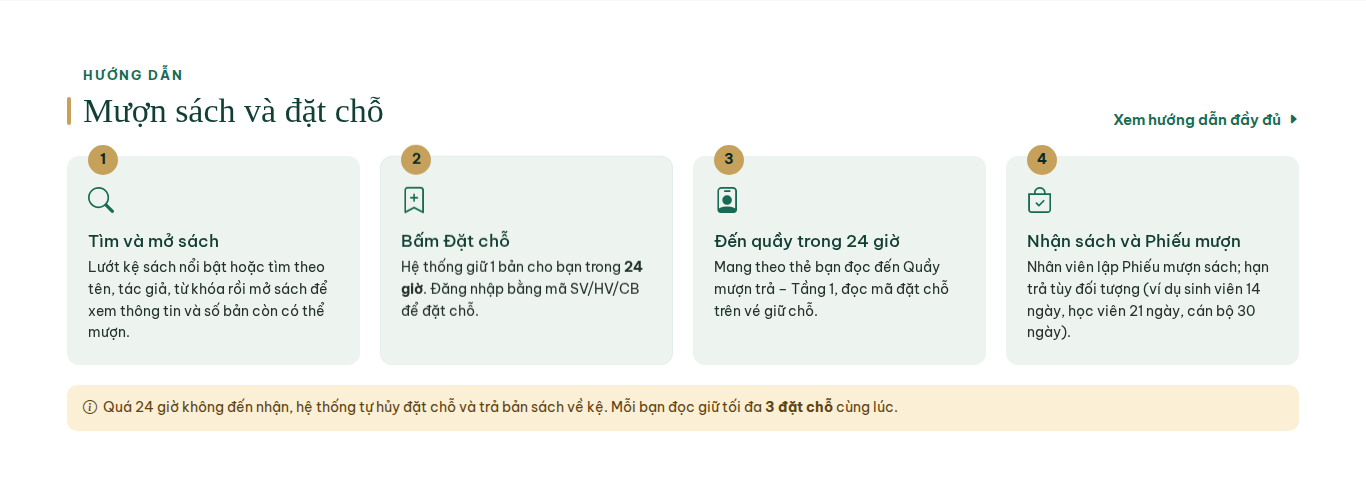 HƯỚNG DẪN
Mượn sách và đặt chỗ
Xem hướng dẫn đầy đủ
1
Tìm và mở sách
Lướt kệ sách nổi bật hoặc tìm theo
tên, tác giả, từ khóa rồi mở sách để
xem thông tin và số bản còn có thể
mượn.
2
Bấm Đặt chỗ
Hệ thống giữ 1 bản cho bạn trong 24
giờ. Đăng nhập bằng mã SV/HV/CB
để đặt chỗ.
3
Đến quầy trong 24 giờ
Mang theo thẻ bạn đọc đến Quầy
mượn trả – Tầng 1, đọc mã đặt chỗ
trên vé giữ chỗ.
4
Nhận sách và Phiếu mượn
Nhân viên lập Phiếu mượn sách; hạn
trả tùy đối tượng (ví dụ sinh viên 14
ngày, học viên 21 ngày, cán bộ 30
ngày).
Quá 24 giờ không đến nhận, hệ thống tự hủy đặt chỗ và trả bản sách về kệ. Mỗi bạn đọc giữ tối đa 3 đặt chỗ cùng lúc.